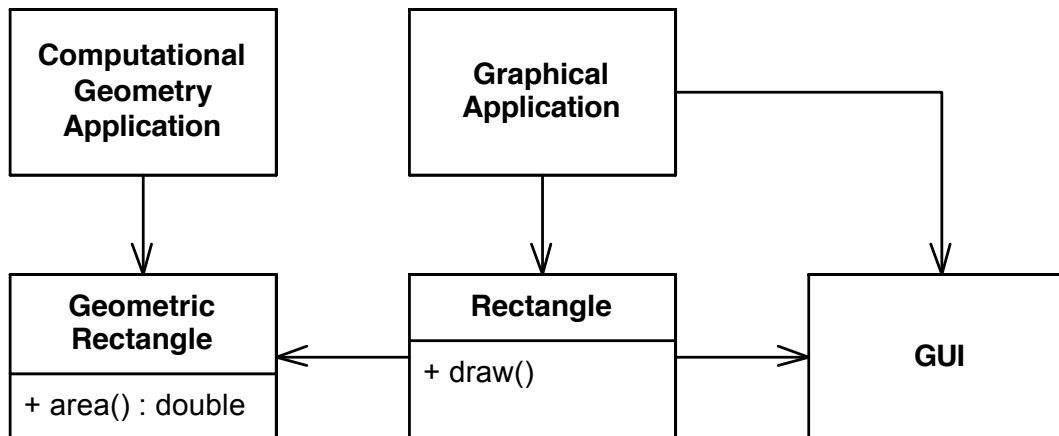 Computational
Geometry
Application
Graphical
Application
Geometric
Rectangle
+ area() : double
Rectangle
+ draw()
GUI